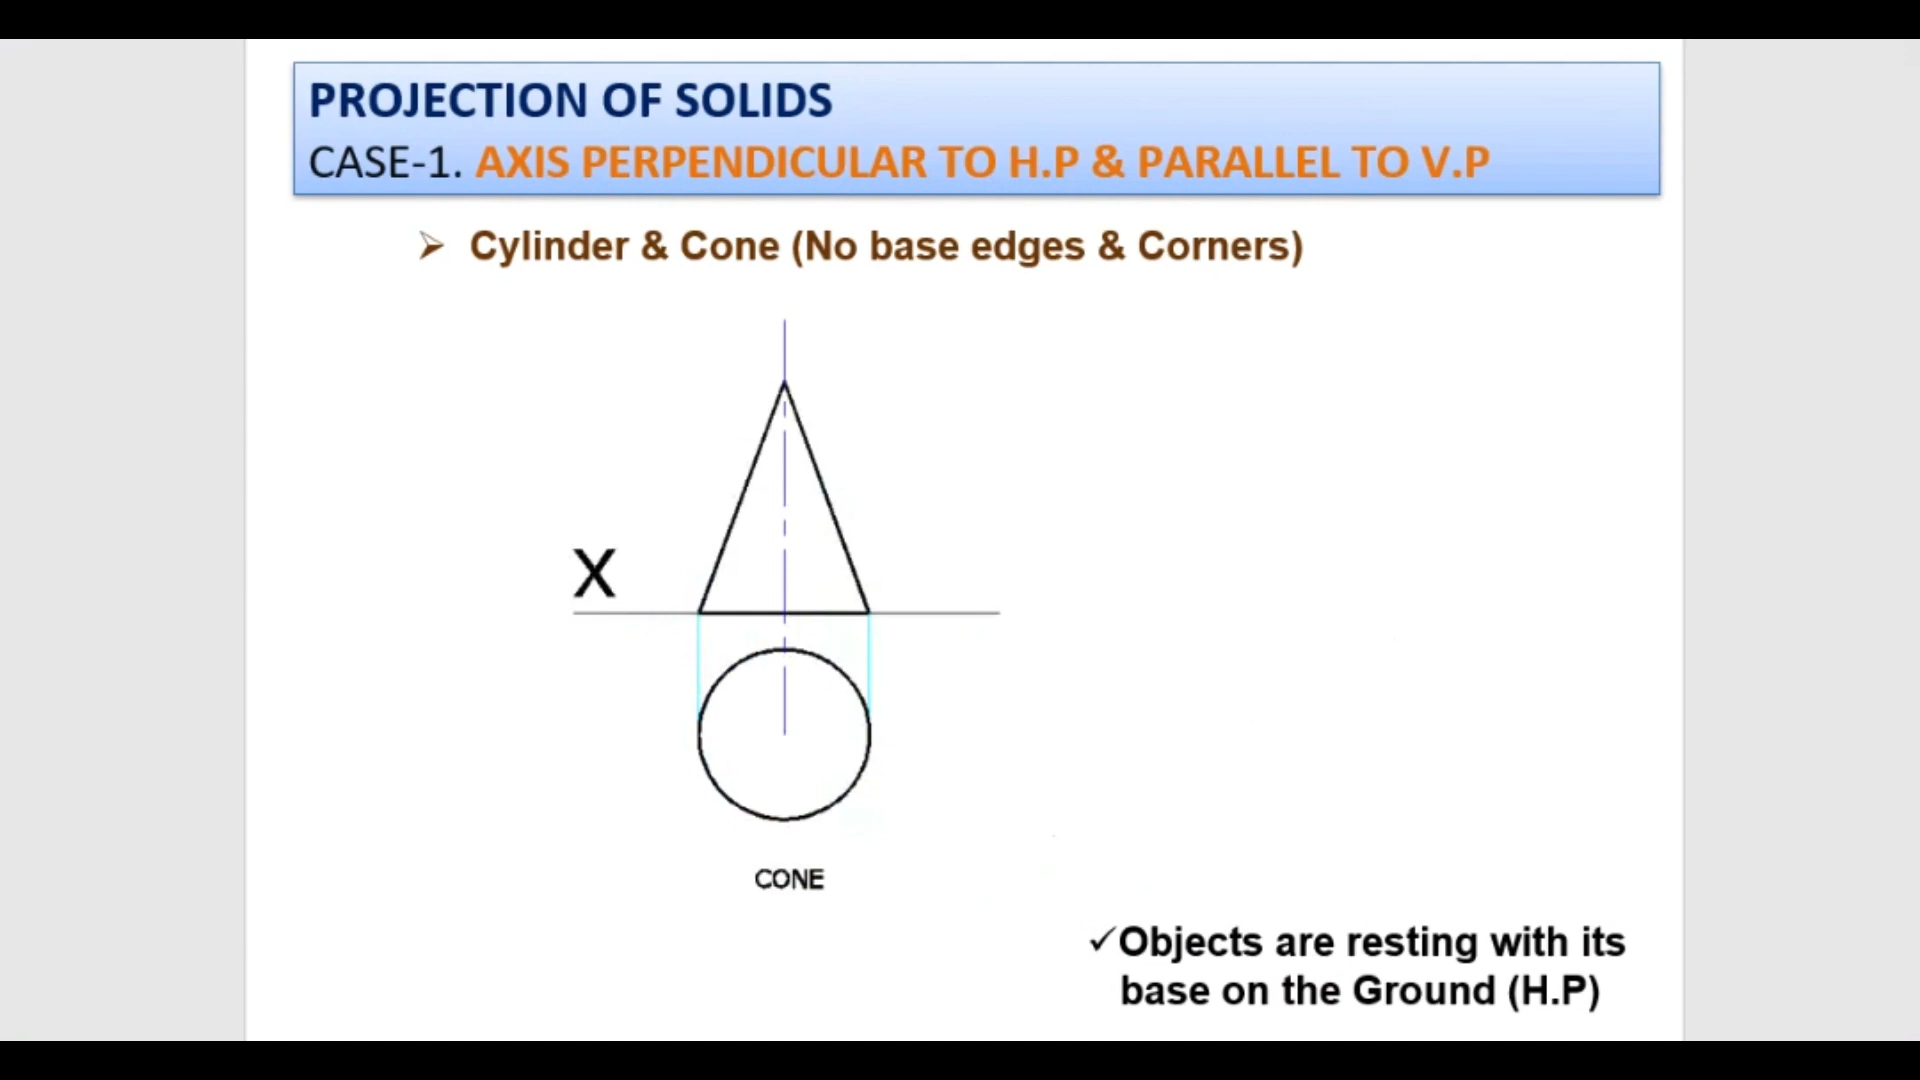 PROJECTION OF SOLIDS
CASE-1. AXIS PERPENDICULAR TO H.P & PARALLEL TO V.P
➢ Cylinder & Cone (No base edges & Corners)
X
CONE
✓Objects are resting with its
base on the Ground (H.P)